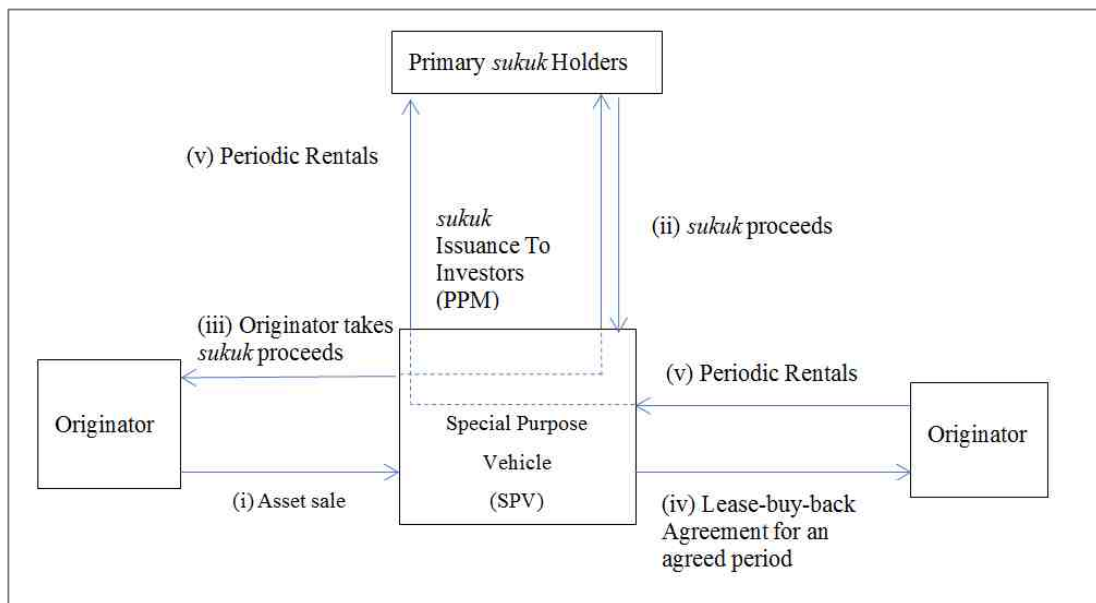 Primary sukuk Holders
(v) Periodic Rentals
sukuk
Issuance To
Investors
(PPM)
(ii) sukuk proceeds
(iii) Originator takes
sukuk proceeds
(v) Periodic Rentals
Originator
Special Purpose
Vehicle
(SPV)
Originator
(i) Asset sale
(iv) Lease-buy-back
Agreement for an
agreed period